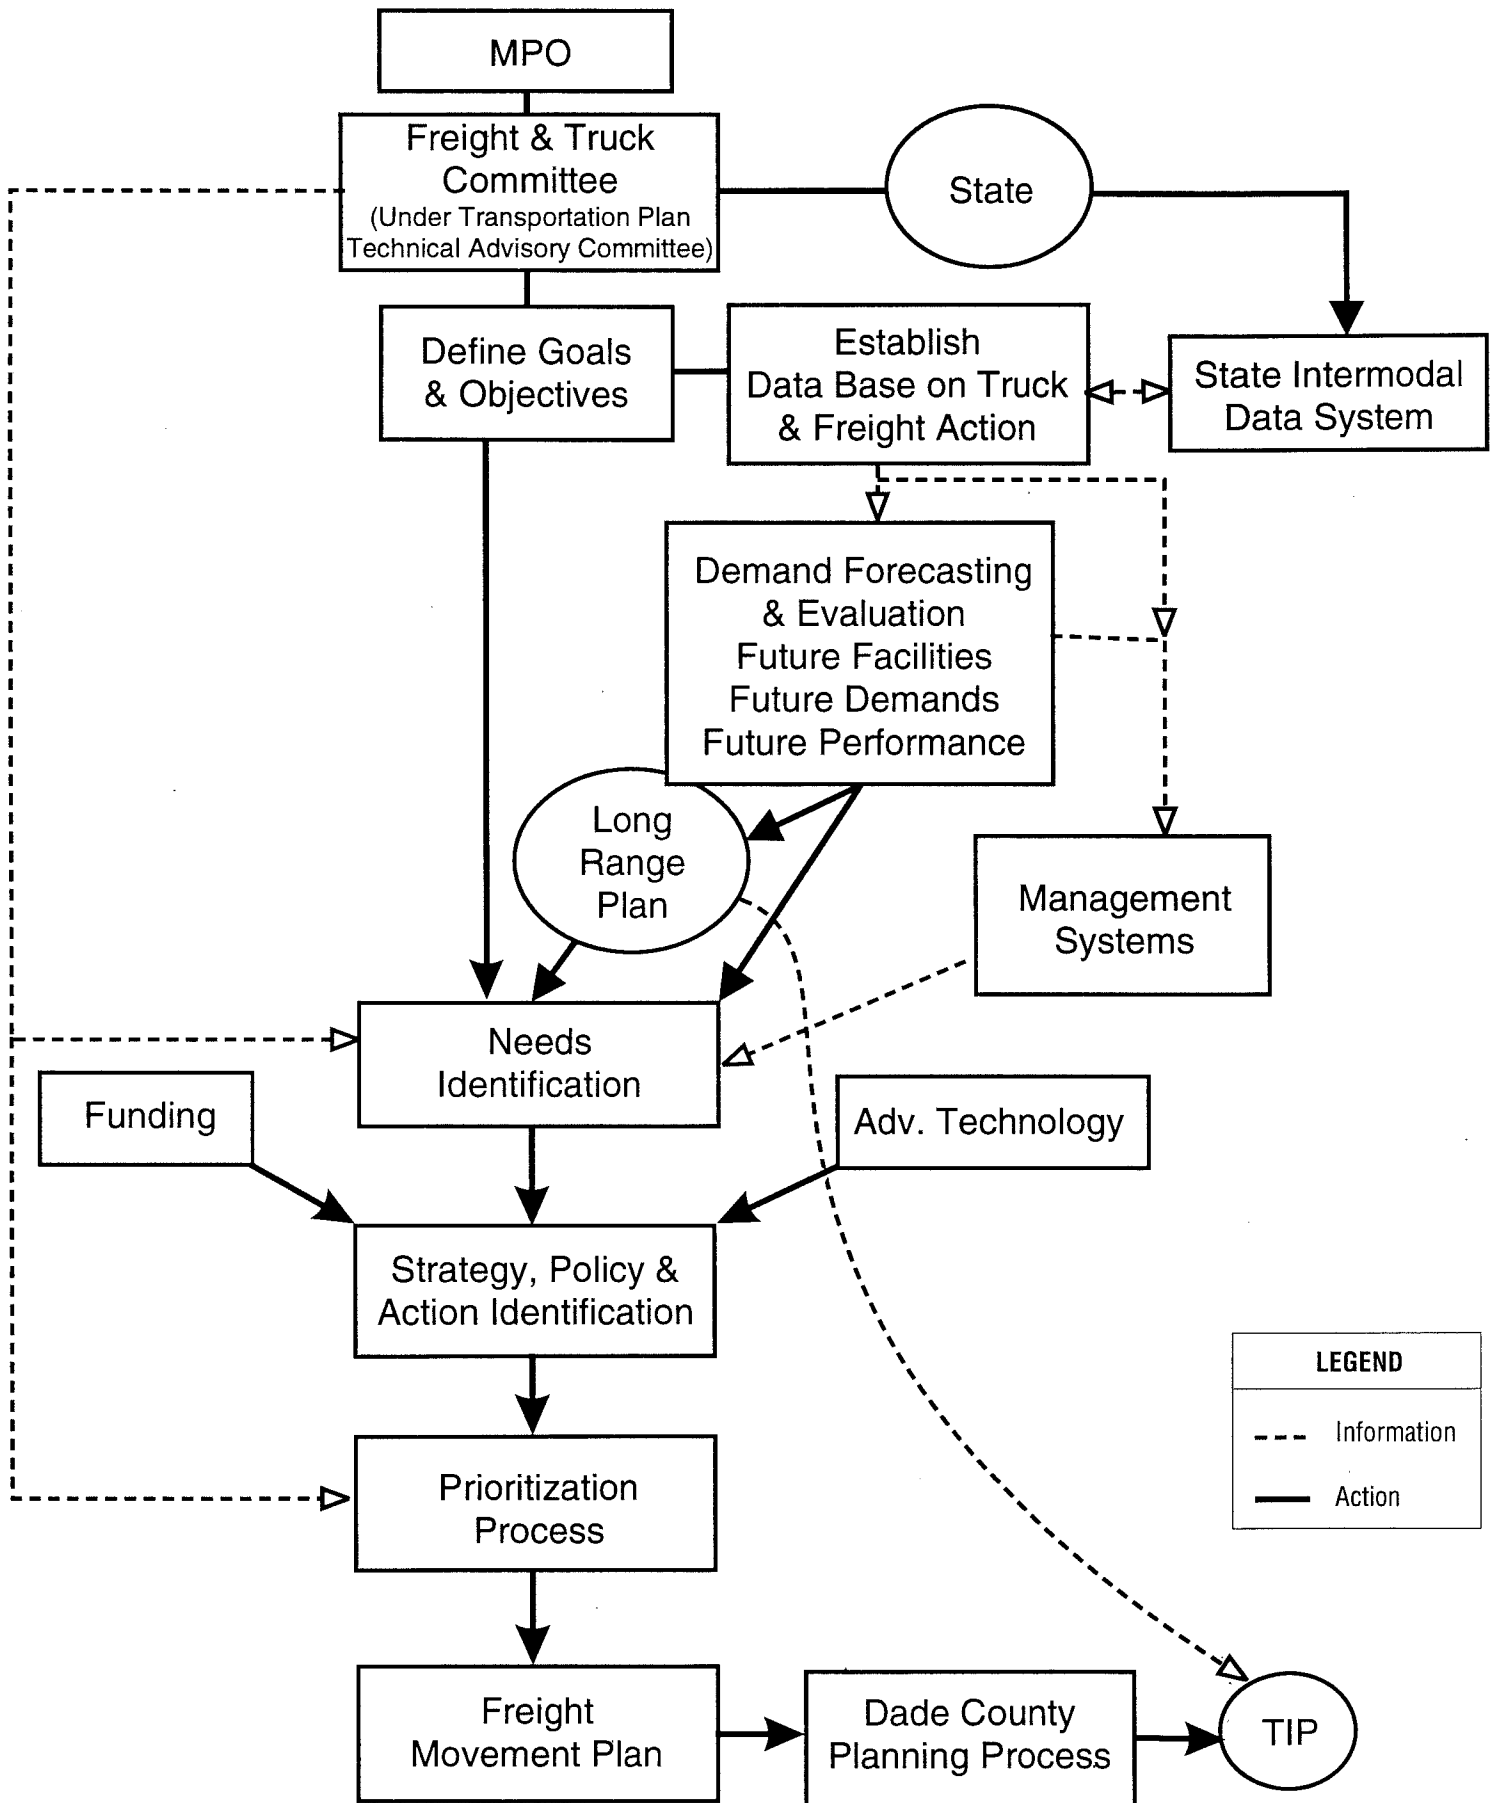 MPO
Freight & Truck
Committee
(Under Transportation Plan
Technical Advisory Committee)
State
Define Goals
& Objectives
Establish
Data Base on Truck
& Freight Action
State Intermodal
Data System
Demand Forecasting
& Evaluation
Future Facilities
Future Demands
Future Performance
Long
Range
Plan
Management
Systems
Needs
Identification
Funding
Adv. Technology
Strategy, Policy &
Action Identification
LEGEND
Information
Action
Prioritization
Process
Freight
Movement Plan
Dade County
Planning Process
TIP